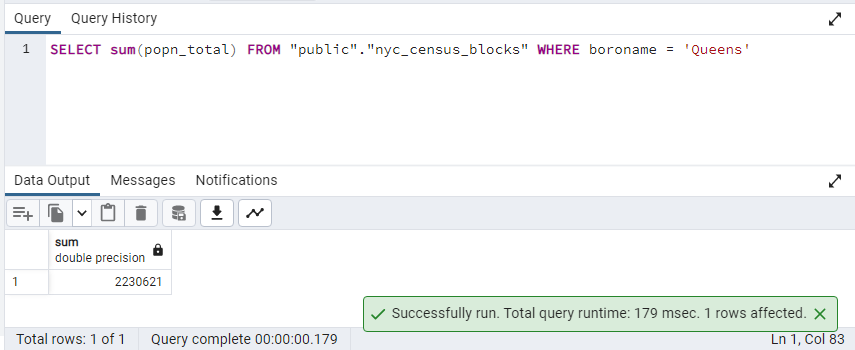 Query Query History
1 SELECT sum(popn_total) FROM "public"."nyc_census_blocks" WHERE boroname = 'Queens'
Data Output Messages Notifications
sum
double precision
1 2230621
Successfully run. Total query runtime: 179 msec. 1 rows affected.
Total rows: 1 of 1 Query complete 00:00:00.179 Ln 1, Col 83